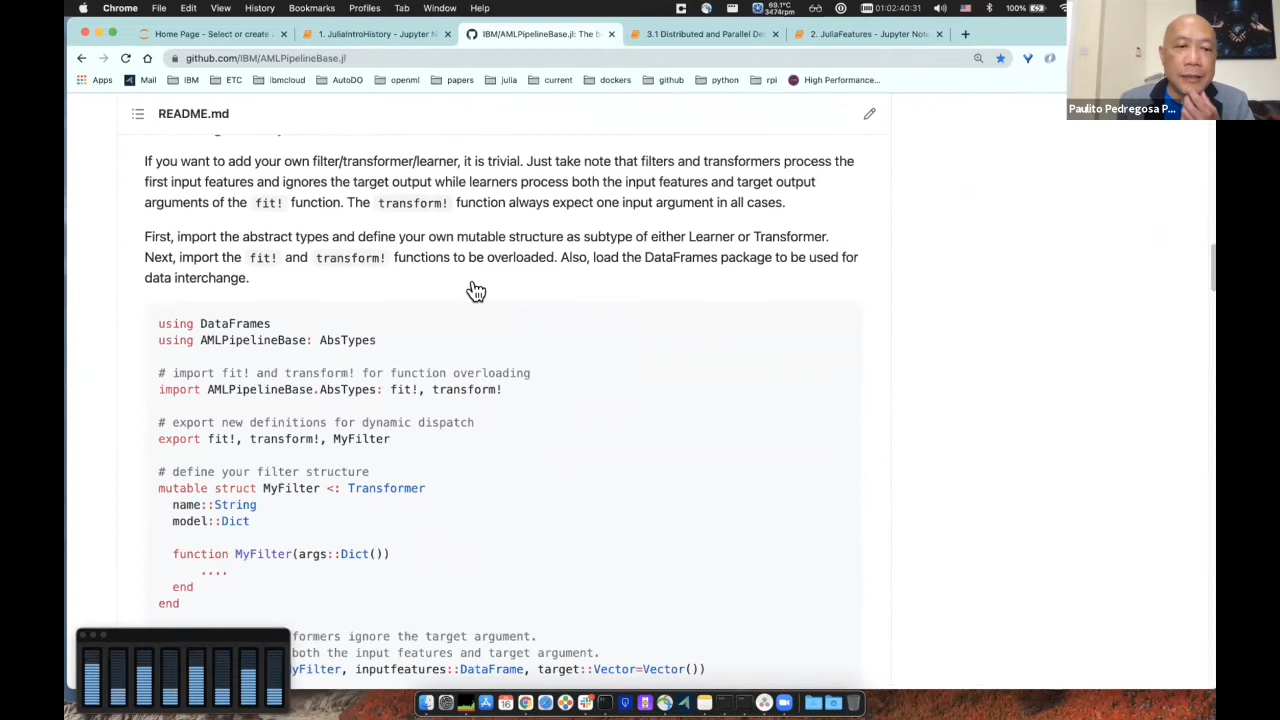 Chrome File Edit View History Bookmarks Profiles Tab Window Help
69.1°C
3474rpm
01:02:40:31
100%
Home Page - Select or create
1. JuliaIntroHistory - Jupyter N
IBM/AMLPipelineBase.jl: The b
3.1 Distributed and Parallel De
2. JuliaFeatures - Jupyter Note
github.com/IBM/AMLPipelineBase.jl
Apps Mail IBM ETC ibmcloud AutoDO openml papers julia current dockers github python rpi High Performance...
Paulito Pedregosa P...
README.md
If you want to add your own filter/transformer/learner, it is trivial. Just take note that filters and transformers process the
first input features and ignores the target output while learners process both the input features and target output
arguments of the fit! function. The transform! function always expect one input argument in all cases.
First, import the abstract types and define your own mutable structure as subtype of either Learner or Transformer.
Next, import the fit! and transform! functions to be overloaded. Also, load the DataFrames package to be used for
data interchange.
using DataFrames
using AMLPipelineBase: AbsTypes
# import fit! and transform! for function overloading
import AMLPipelineBase.AbsTypes: fit!, transform!
# export new definitions for dynamic dispatch
export fit!, transform!, MyFilter
# define your filter structure
mutable struct MyFilter <: Transformer
name::String
model::Dict
function MyFilter(args::Dict())
....
end
end
formers ignore the target argument.
both the input features and target argument.
yFilter, inputfeatures::DataFrame, target::Vector=Vector())